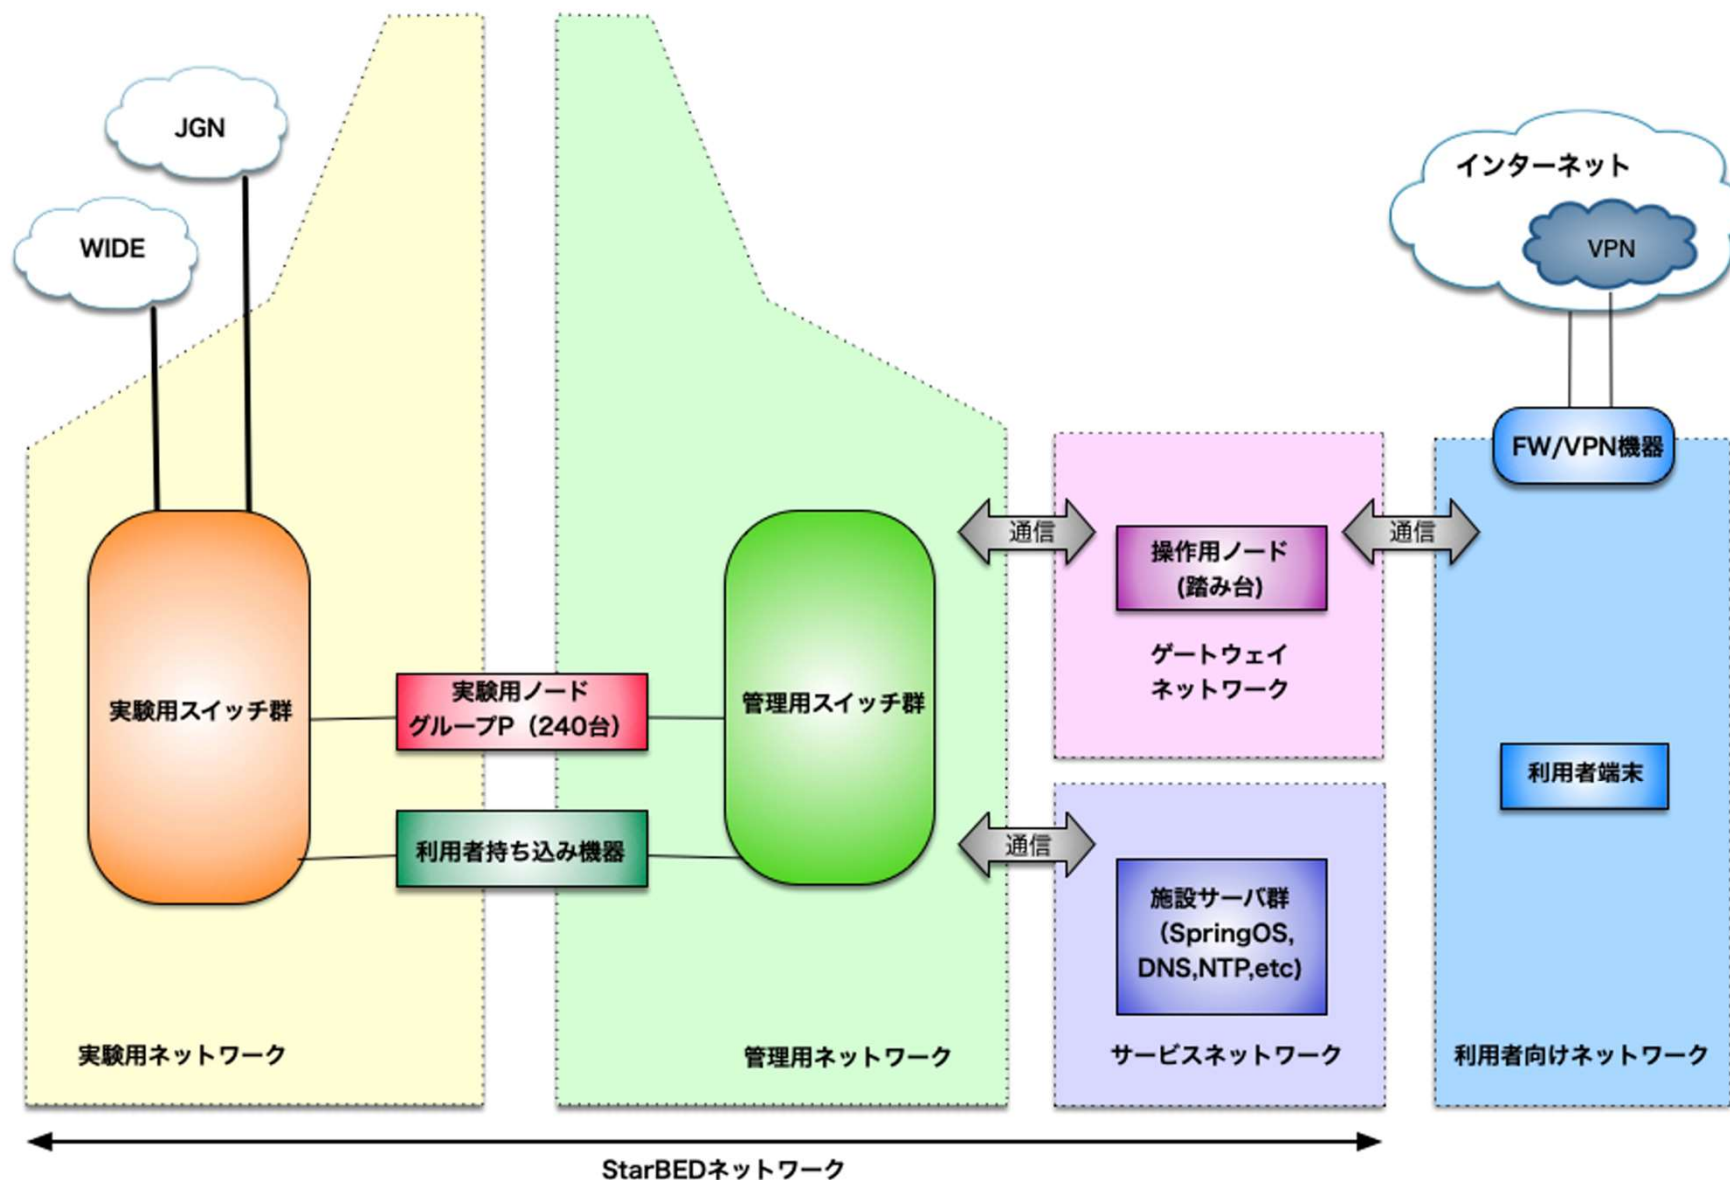 JGN
WIDE
インターネット
VPN
FW/VPN機器
通信
通信
操作用ノード
(踏み台)
ゲートウェイ
ネットワーク
実験用スイッチ群
実験用ノード
グループP（240台）
管理用スイッチ群
利用者端末
利用者持ち込み機器
通信
施設サーバ群
（SpringOS,
DNS,NTP,etc)
実験用ネットワーク
管理用ネットワーク
サービスネットワーク
利用者向けネットワーク
StarBEDネットワーク